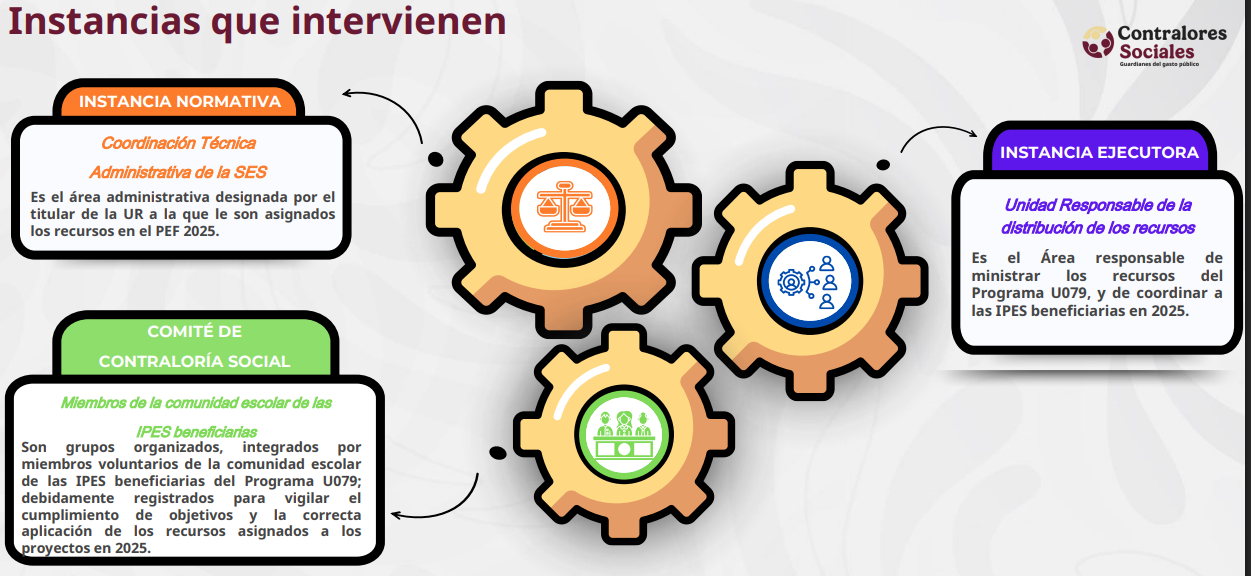 Instancias que intervienen
Contralores
Sociales
Guardianes del gasto público
INSTANCIA NORMATIVA
Coordinación Técnica
Administrativa de la SES
Es el área administrativa designada por el
titular de la UR a la que le son asignados
los recursos en el PEF 2025.
INSTANCIA EJECUTORA
Unidad Responsable de la
distribución de los recursos
Es el Área responsable de
ministrar los recursos del
Programa U079, y de coordinar a
las IPES beneficiarias en 2025.
COMITÉ DE
CONTRALORÍA SOCIAL
Miembros de la comunidad escolar de las
IPES beneficiarias
Son grupos organizados, integrados por
miembros voluntarios de la comunidad escolar
de las IPES beneficiarias del Programa U079;
debidamente registrados para vigilar el
cumplimiento de objetivos y la correcta
aplicación de los recursos asignados a los
proyectos en 2025.